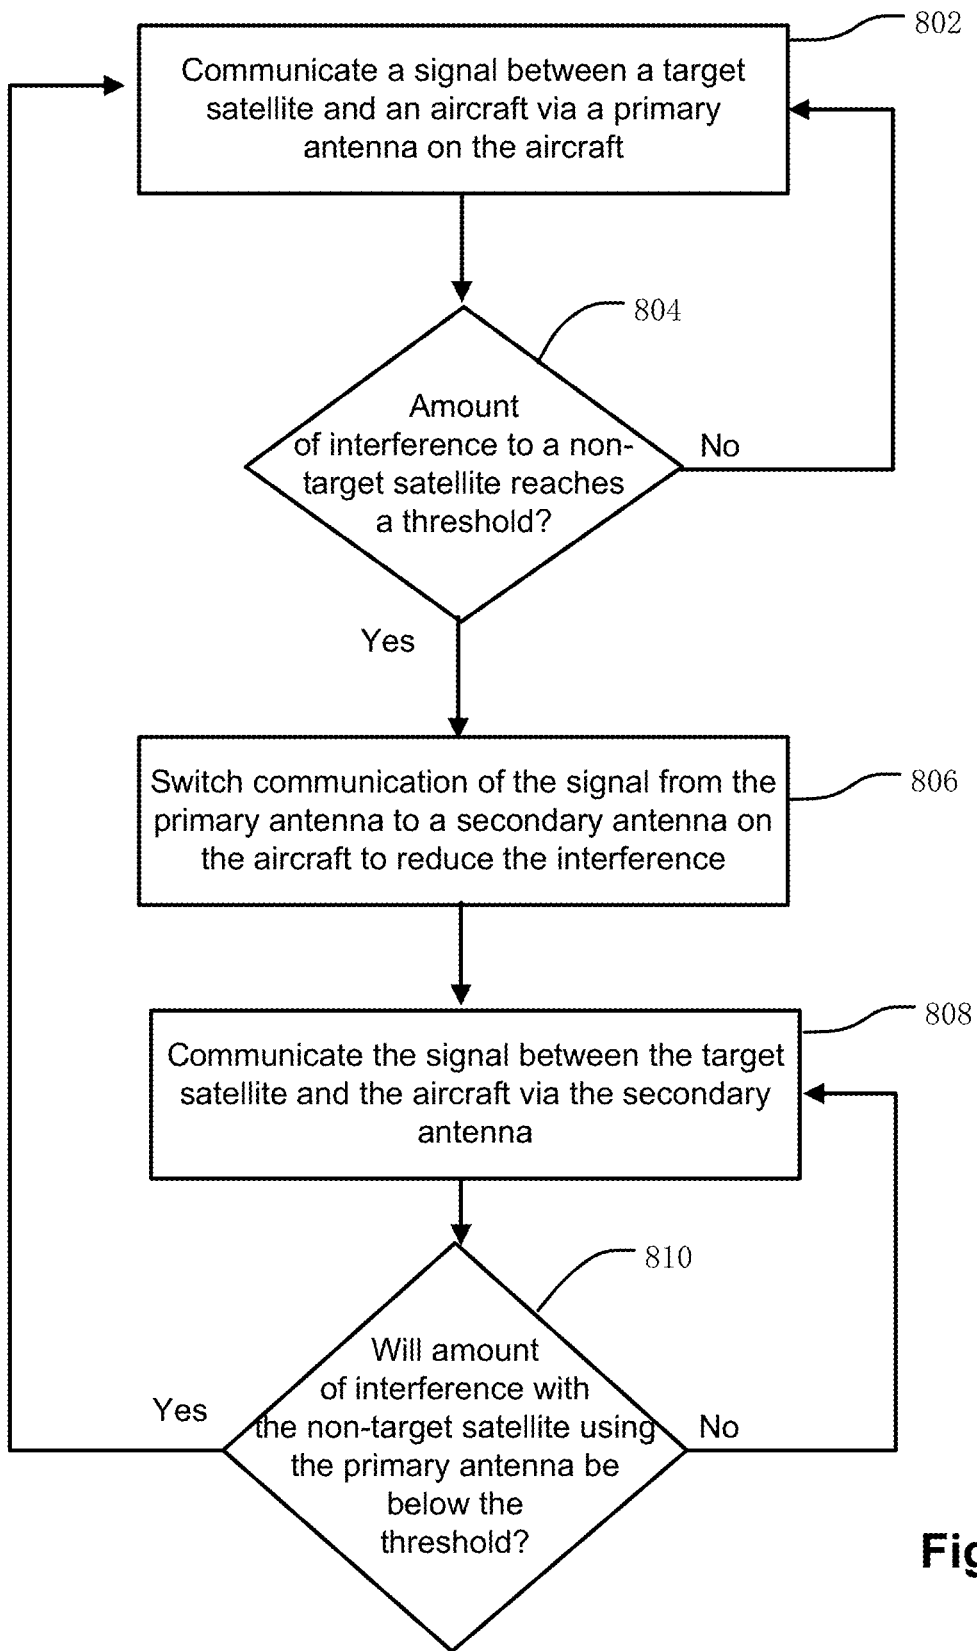 802
Communicate a signal between a target
satellite and an aircraft via a primary
antenna on the aircraft
804
Amount
of interference to a non-
target satellite reaches
a threshold?
No
Yes
806
Switch communication of the signal from the
primary antenna to a secondary antenna on
the aircraft to reduce the interference
808
Communicate the signal between the target
satellite and the aircraft via the secondary
antenna
810
Will amount
of interference with
the non-target satellite using
the primary antenna be
below the
threshold?
Yes
No
Fig